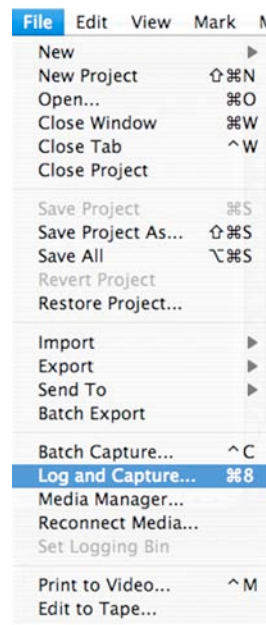 File Edit View Mark
New
New Project ⇧⌘N
Open... ⌘O
Close Window ⌘W
Close Tab ^W
Close Project
Save Project ⌘S
Save Project As... ⇧⌘S
Save All ⌥⌘S
Revert Project
Restore Project...
Import
Export
Send To
Batch Export
Batch Capture... ^C
Log and Capture... ⌘8
Media Manager...
Reconnect Media...
Set Logging Bin
Print to Video... ^M
Edit to Tape...